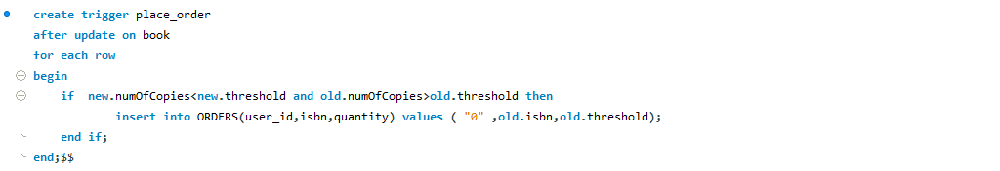 create trigger place_order
after update on book
for each row
begin
if new.numOfCopies<new.threshold and old.numOfCopies>old.threshold then
insert into ORDERS(user_id,isbn,quantity) values ( "0" ,old.isbn,old.threshold);
end if;
end;$$